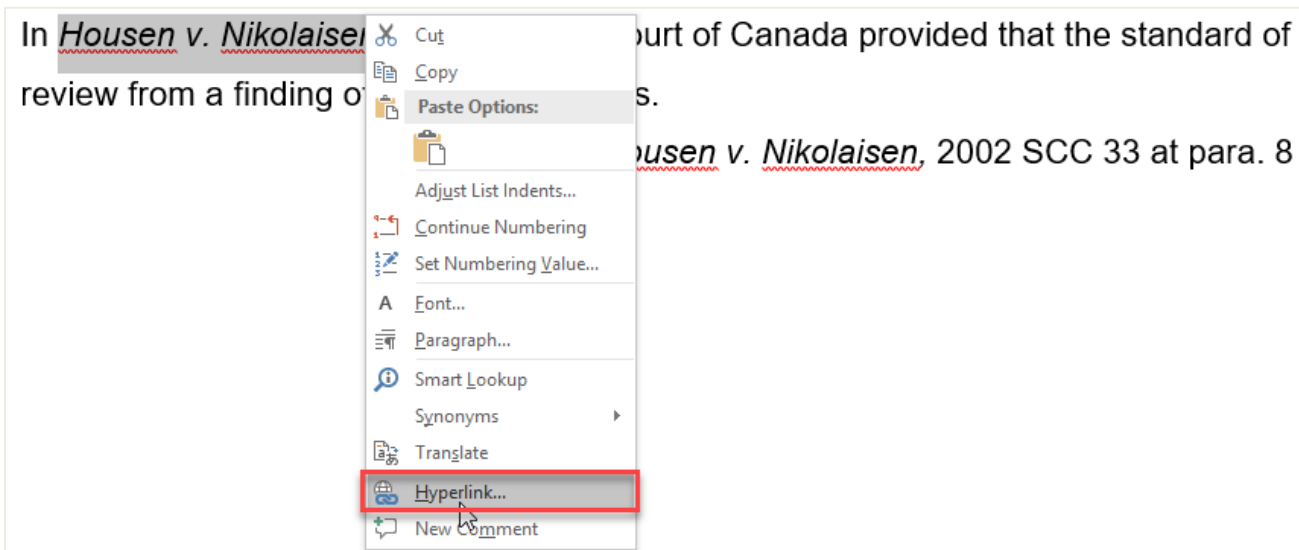 In Housen v. Nikolaisen
Cut
ourt of Canada provided that the standard of
Copy
review from a finding of
Paste Options:
s.
ousen v. Nikolaisen, 2002 SCC 33 at para. 8
Adjust List Indents...
Continue Numbering
Set Numbering Value...
A Font...
Paragraph...
Smart Lookup
Synonyms
Translate
Hyperlink...
New Comment